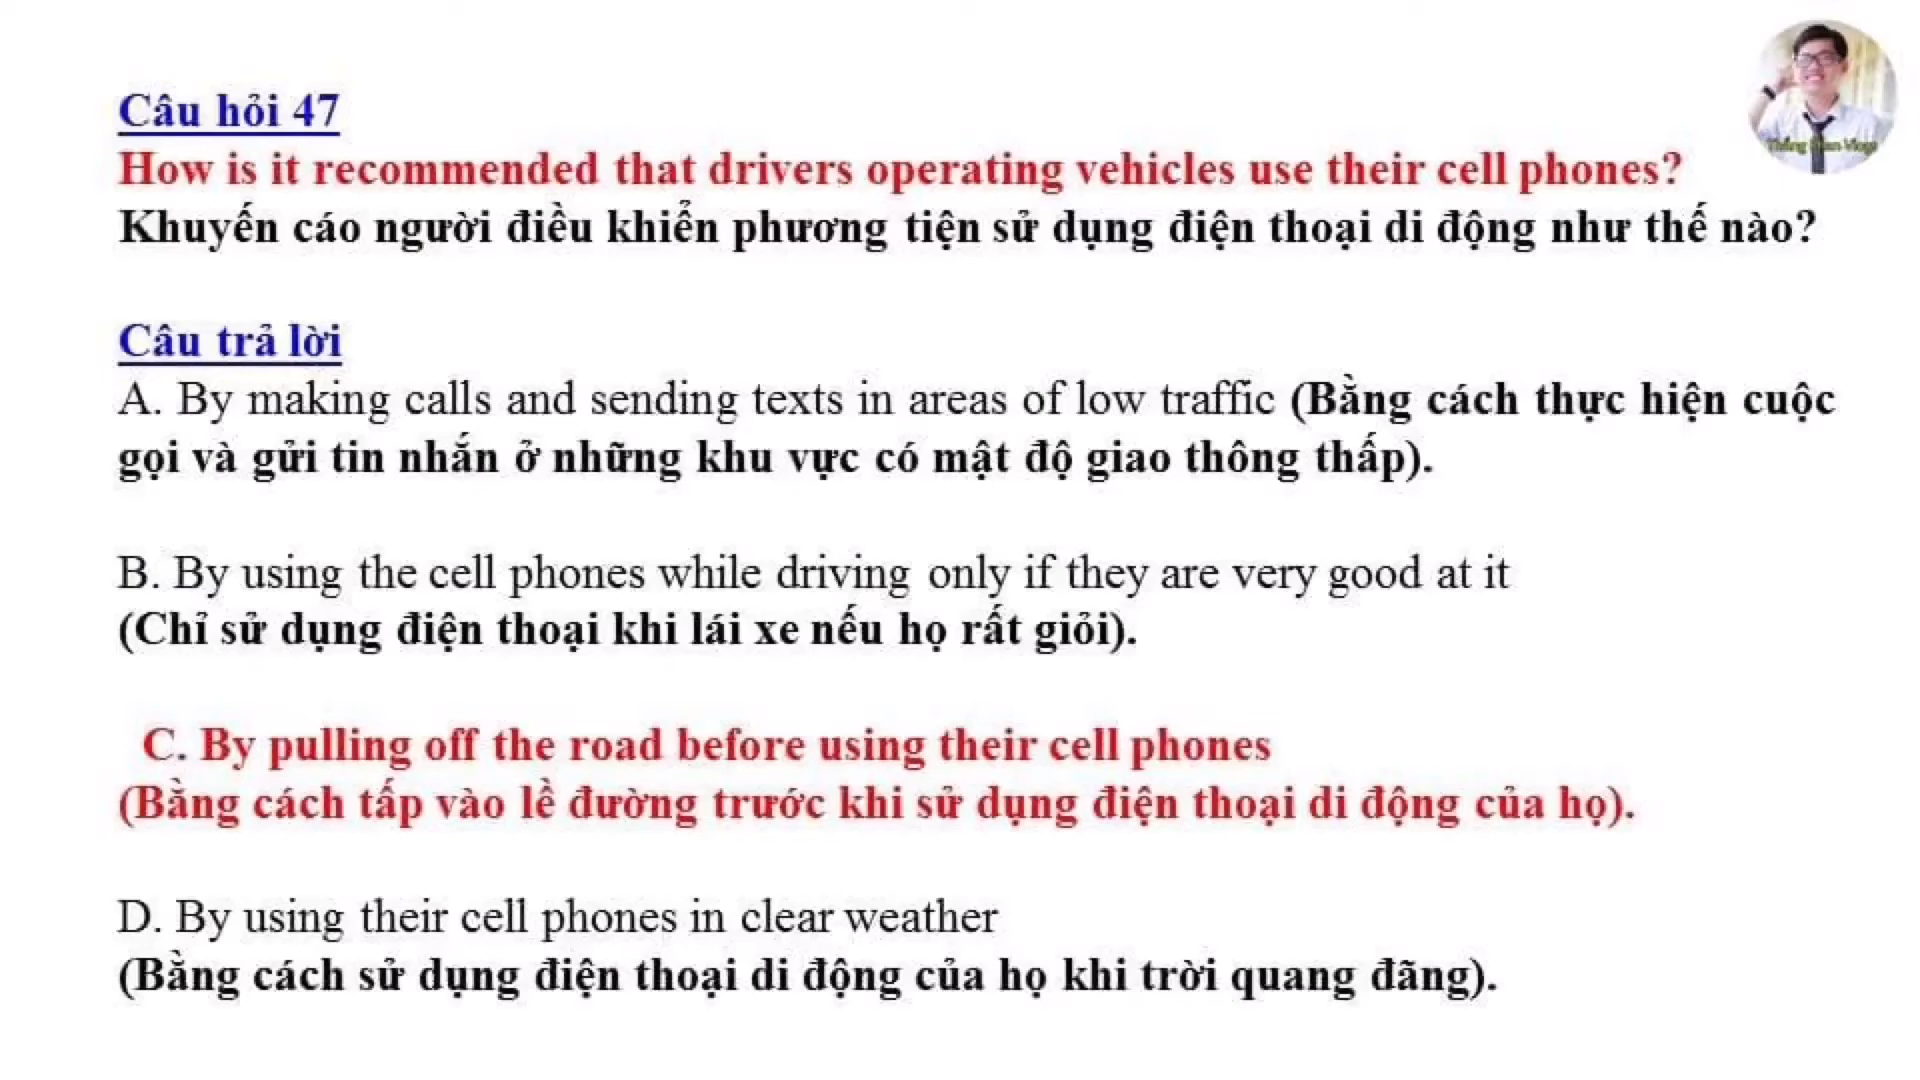 Câu hỏi 47
How is it recommended that drivers operating vehicles use their cell phones?
Khuyến cáo người điều khiển phương tiện sử dụng điện thoại di động như thế nào?
Câu trả lời
A. By making calls and sending texts in areas of low traffic (Bằng cách thực hiện cuộc
gọi và gửi tin nhắn ở những khu vực có mật độ giao thông thấp).
B. By using the cell phones while driving only if they are very good at it
(Chỉ sử dụng điện thoại khi lái xe nếu họ rất giỏi).
C. By pulling off the road before using their cell phones
(Bằng cách tấp vào lề đường trước khi sử dụng điện thoại di động của họ).
D. By using their cell phones in clear weather
(Bằng cách sử dụng điện thoại di động của họ khi trời quang đãng).